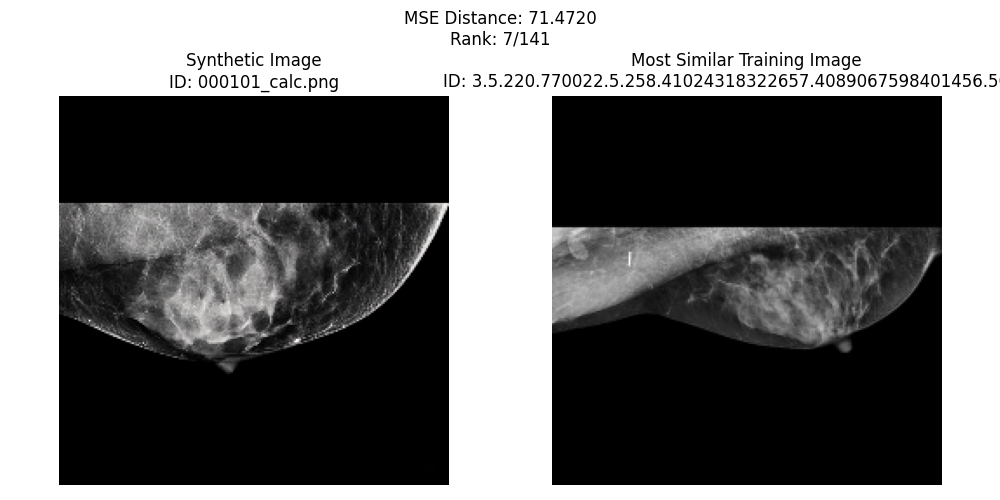 MSE Distance: 71.4720
Rank: 7/141
Synthetic Image
ID: 000101_calc.png
Most Similar Training Image
ID: 3.5.220.770022.5.258.41024318322657.4089067598401456.5